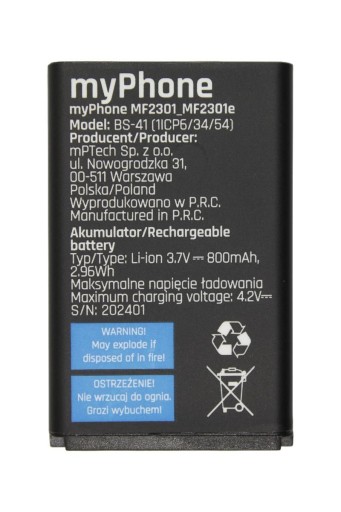 myPhone
myPhone MF2301_MF2301e
Model: BS-41 (1ICP6/34/54)
Producent/Producer:
mPTech Sp. z o.o.
ul. Nowogrodzka 31,
00-511 Warszawa
Polska/Poland
Wyprodukowano w P.R.C.
Manufactured in P.R.C.
Akumulator/Rechargeable
battery
Typ/Type: Li-ion 3.7V⎓ 800mAh,
2.96Wh
Maksymalne napięcie ładowania
Maximum charging voltage: 4.2V⎓
S/N: 202401
WARNING!
May explode if
disposed of in fire!
OSTRZEŻENIE!
Nie wrzucaj do ognia.
Grozi wybuchem!